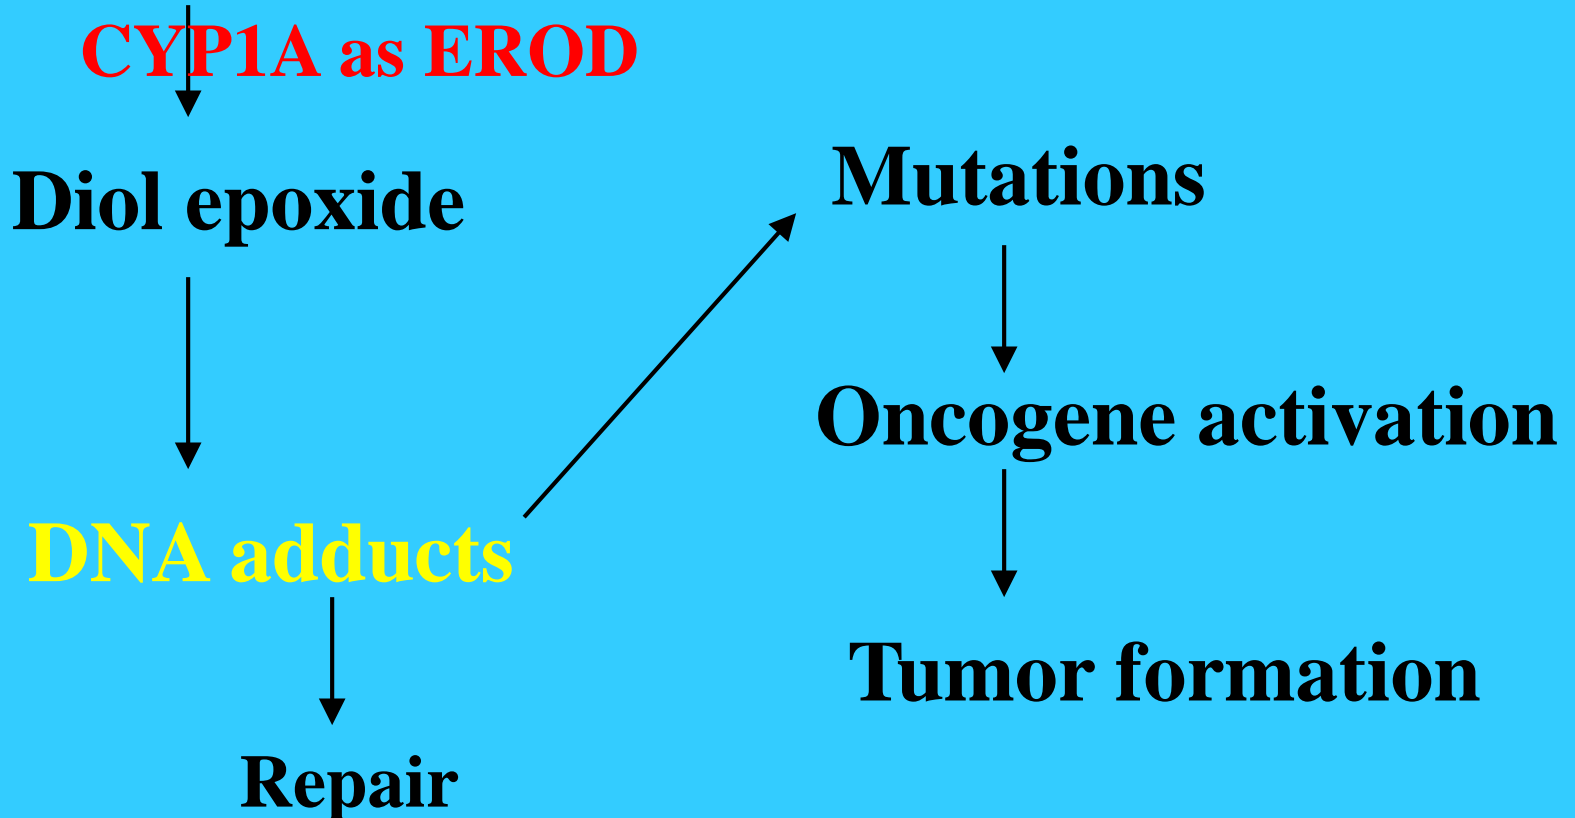 CYP1A as EROD
Diol epoxide
DNA adducts
Repair
Mutations
Oncogene activation
Tumor formation